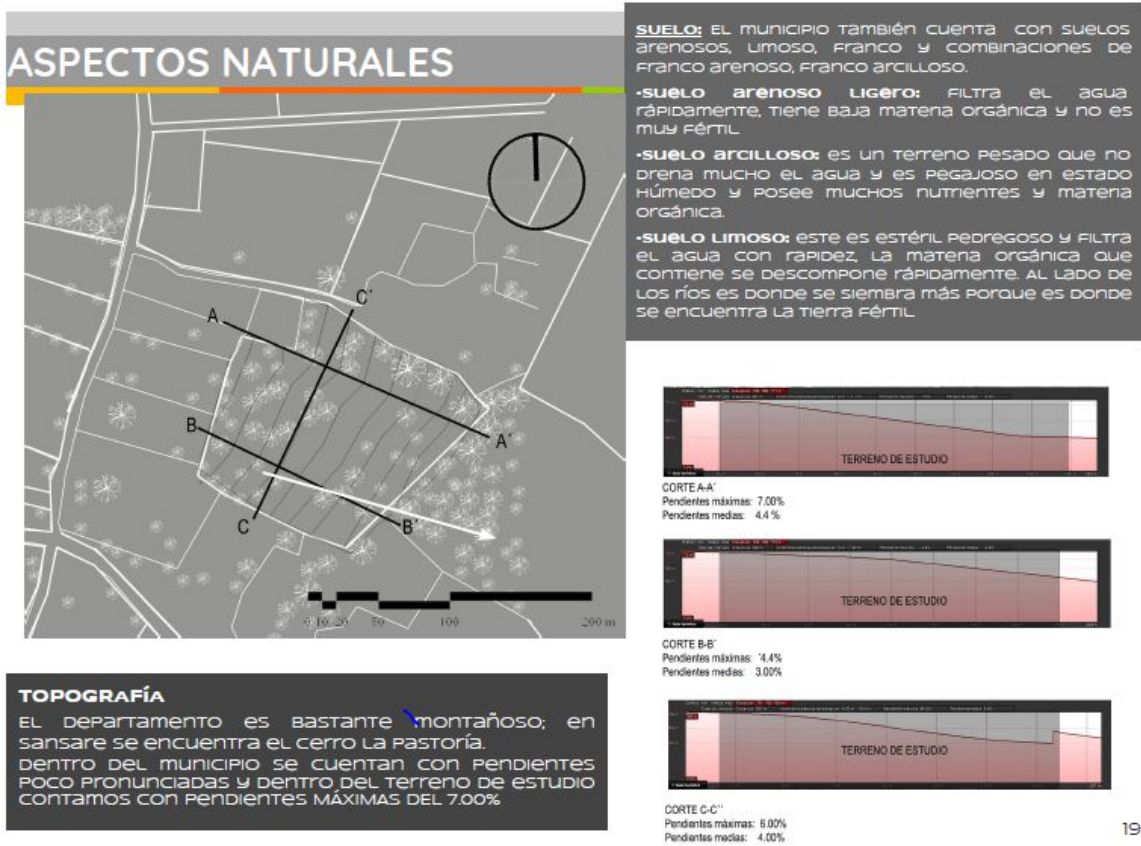 ASPECTOS NATURALES
SUELO: EL MUNICIPIO TAMBIÉN CUENTA CON SUELOS
ARENOSOS, LIMOSO, FRANCO Y COMBINACIONES DE
FRANCO ARENOSO, FRANCO ARCILLOSO.
•SUELO ARENOSO LIGERO: FILTRA EL AGUA
RÁPIDAMENTE, TIENE BAJA MATERIA ORGÁNICA Y NO ES
MUY FÉRTIL
•SUELO ARCILLOSO: ES UN TERRENO PESADO QUE NO
DRENA MUCHO EL AGUA Y ES PEGAJOSO EN ESTADO
HÚMEDO Y POSEE MUCHOS NUTRIENTES Y MATERIA
ORGÁNICA.
•SUELO LIMOSO: ESTE ES ESTÉRIL PEDREGOSO Y FILTRA
EL AGUA CON RAPIDEZ, LA MATERIA ORGÁNICA QUE
CONTIENE SE DESCOMPONE RÁPIDAMENTE. AL LADO DE
LOS RÍOS ES DONDE SE SIEMBRA MÁS PORQUE ES DONDE
SE ENCUENTRA LA TIERRA FÉRTIL
C´
A
B
A´
C
B´
0 10 20 50 100 200 m
TERRENO DE ESTUDIO
CORTE A-A´
Pendientes máximas: 7.00%
Pendientes medias: 4.4 %
TERRENO DE ESTUDIO
CORTE B-B´
Pendientes máximas: ´4.4%
Pendientes medias: 3.00%
TERRENO DE ESTUDIO
CORTE C-C´´
Pendientes máximas: 6.00%
Pendientes medias: 4.00%
TOPOGRAFÍA
EL DEPARTAMENTO ES BASTANTE MONTAÑOSO; EN
SANSARE SE ENCUENTRA EL CERRO LA PASTORÍA.
DENTRO DEL MUNICIPIO SE CUENTAN CON PENDIENTES
POCO PRONUNCIADAS Y DENTRO DEL TERRENO DE ESTUDIO
CONTAMOS CON PENDIENTES MÁXIMAS DEL 7.00%
19